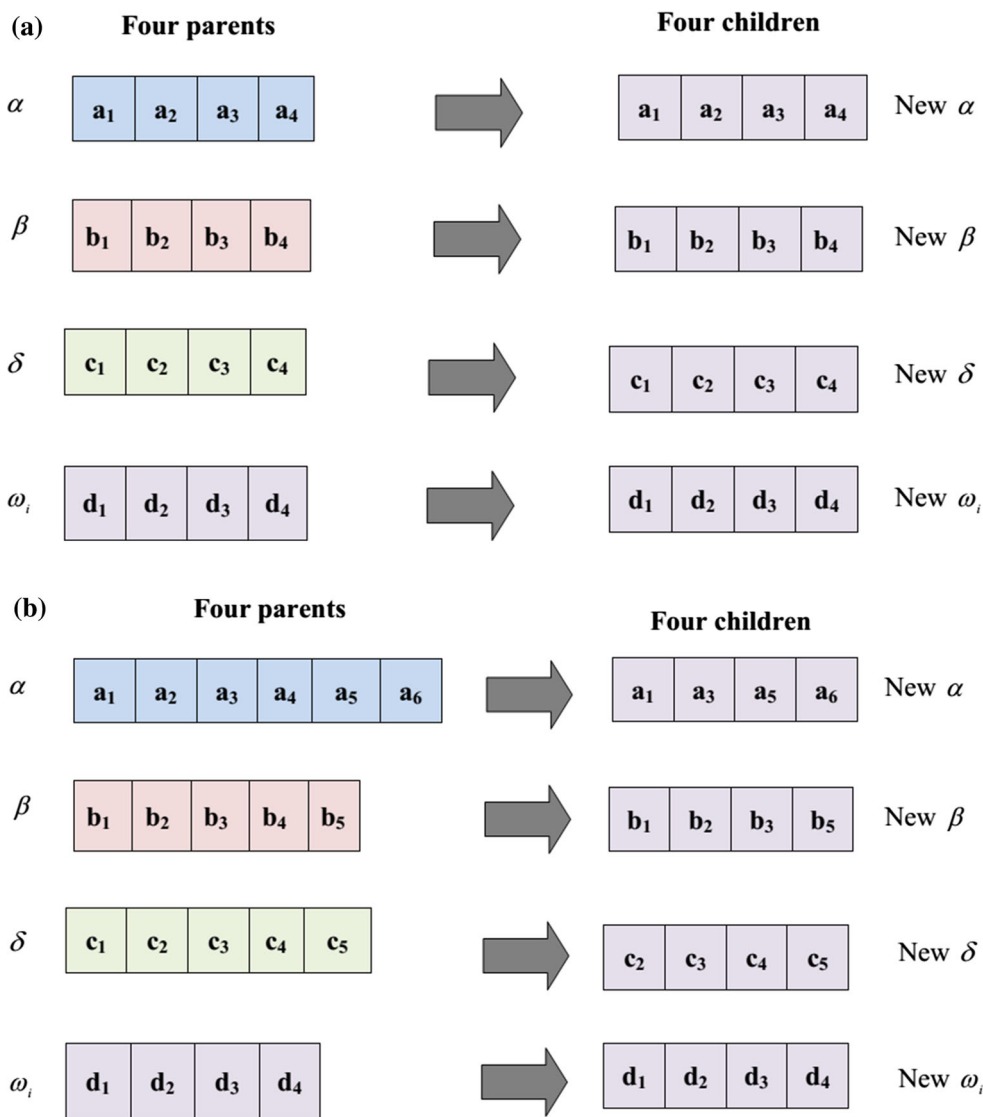 (a) Four parents Four children
α a₁ a₂ a₃ a₄ a₁ a₂ a₃ a₄ New α
β b₁ b₂ b₃ b₄ b₁ b₂ b₃ b₄ New β
δ c₁ c₂ c₃ c₄ c₁ c₂ c₃ c₄ New δ
ωᵢ d₁ d₂ d₃ d₄ d₁ d₂ d₃ d₄ New ωᵢ
(b) Four parents Four children
α a₁ a₂ a₃ a₄ a₅ a₆ a₁ a₃ a₅ a₆ New α
β b₁ b₂ b₃ b₄ b₅ b₁ b₂ b₃ b₅ New β
δ c₁ c₂ c₃ c₄ c₅ c₂ c₃ c₄ c₅ New δ
ωᵢ d₁ d₂ d₃ d₄ d₁ d₂ d₃ d₄ New ωᵢ